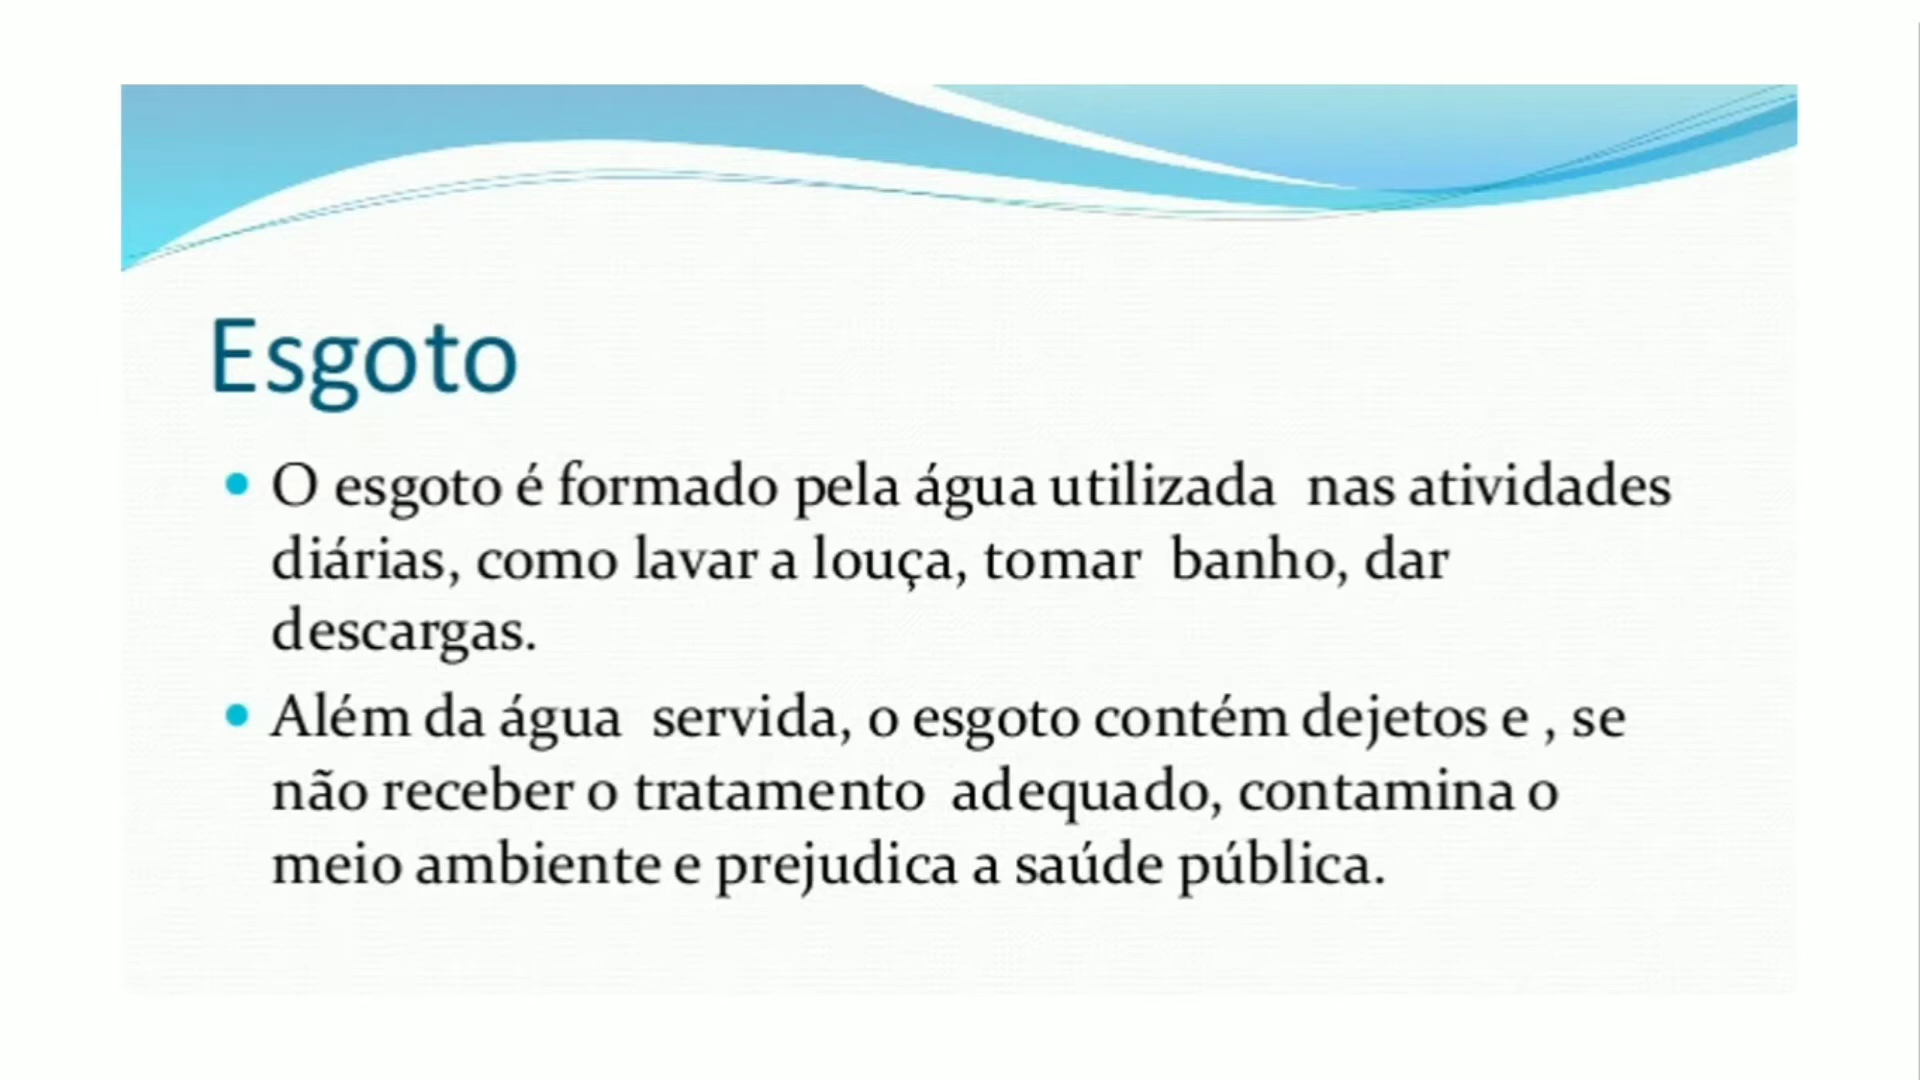 Esgoto
O esgoto é formado pela água utilizada nas atividades
diárias, como lavar a louça, tomar banho, dar
descargas.
Além da água servida, o esgoto contém dejetos e , se
não receber o tratamento adequado, contamina o
meio ambiente e prejudica a saúde pública.